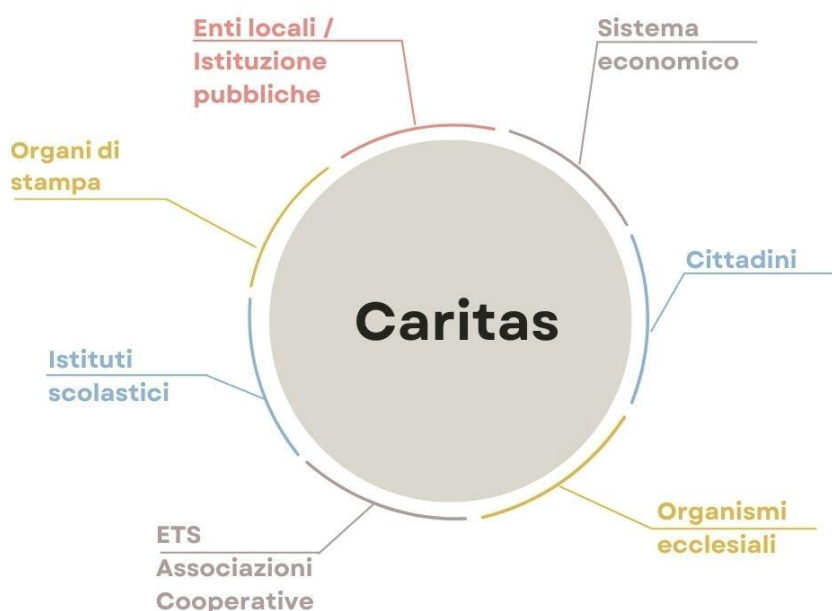 Enti locali /
Istituzione
pubbliche
Sistema
economico
Organi di
stampa
Cittadini
Caritas
Istituti
scolastici
Organismi
ecclesiali
ETS
Associazioni
Cooperative